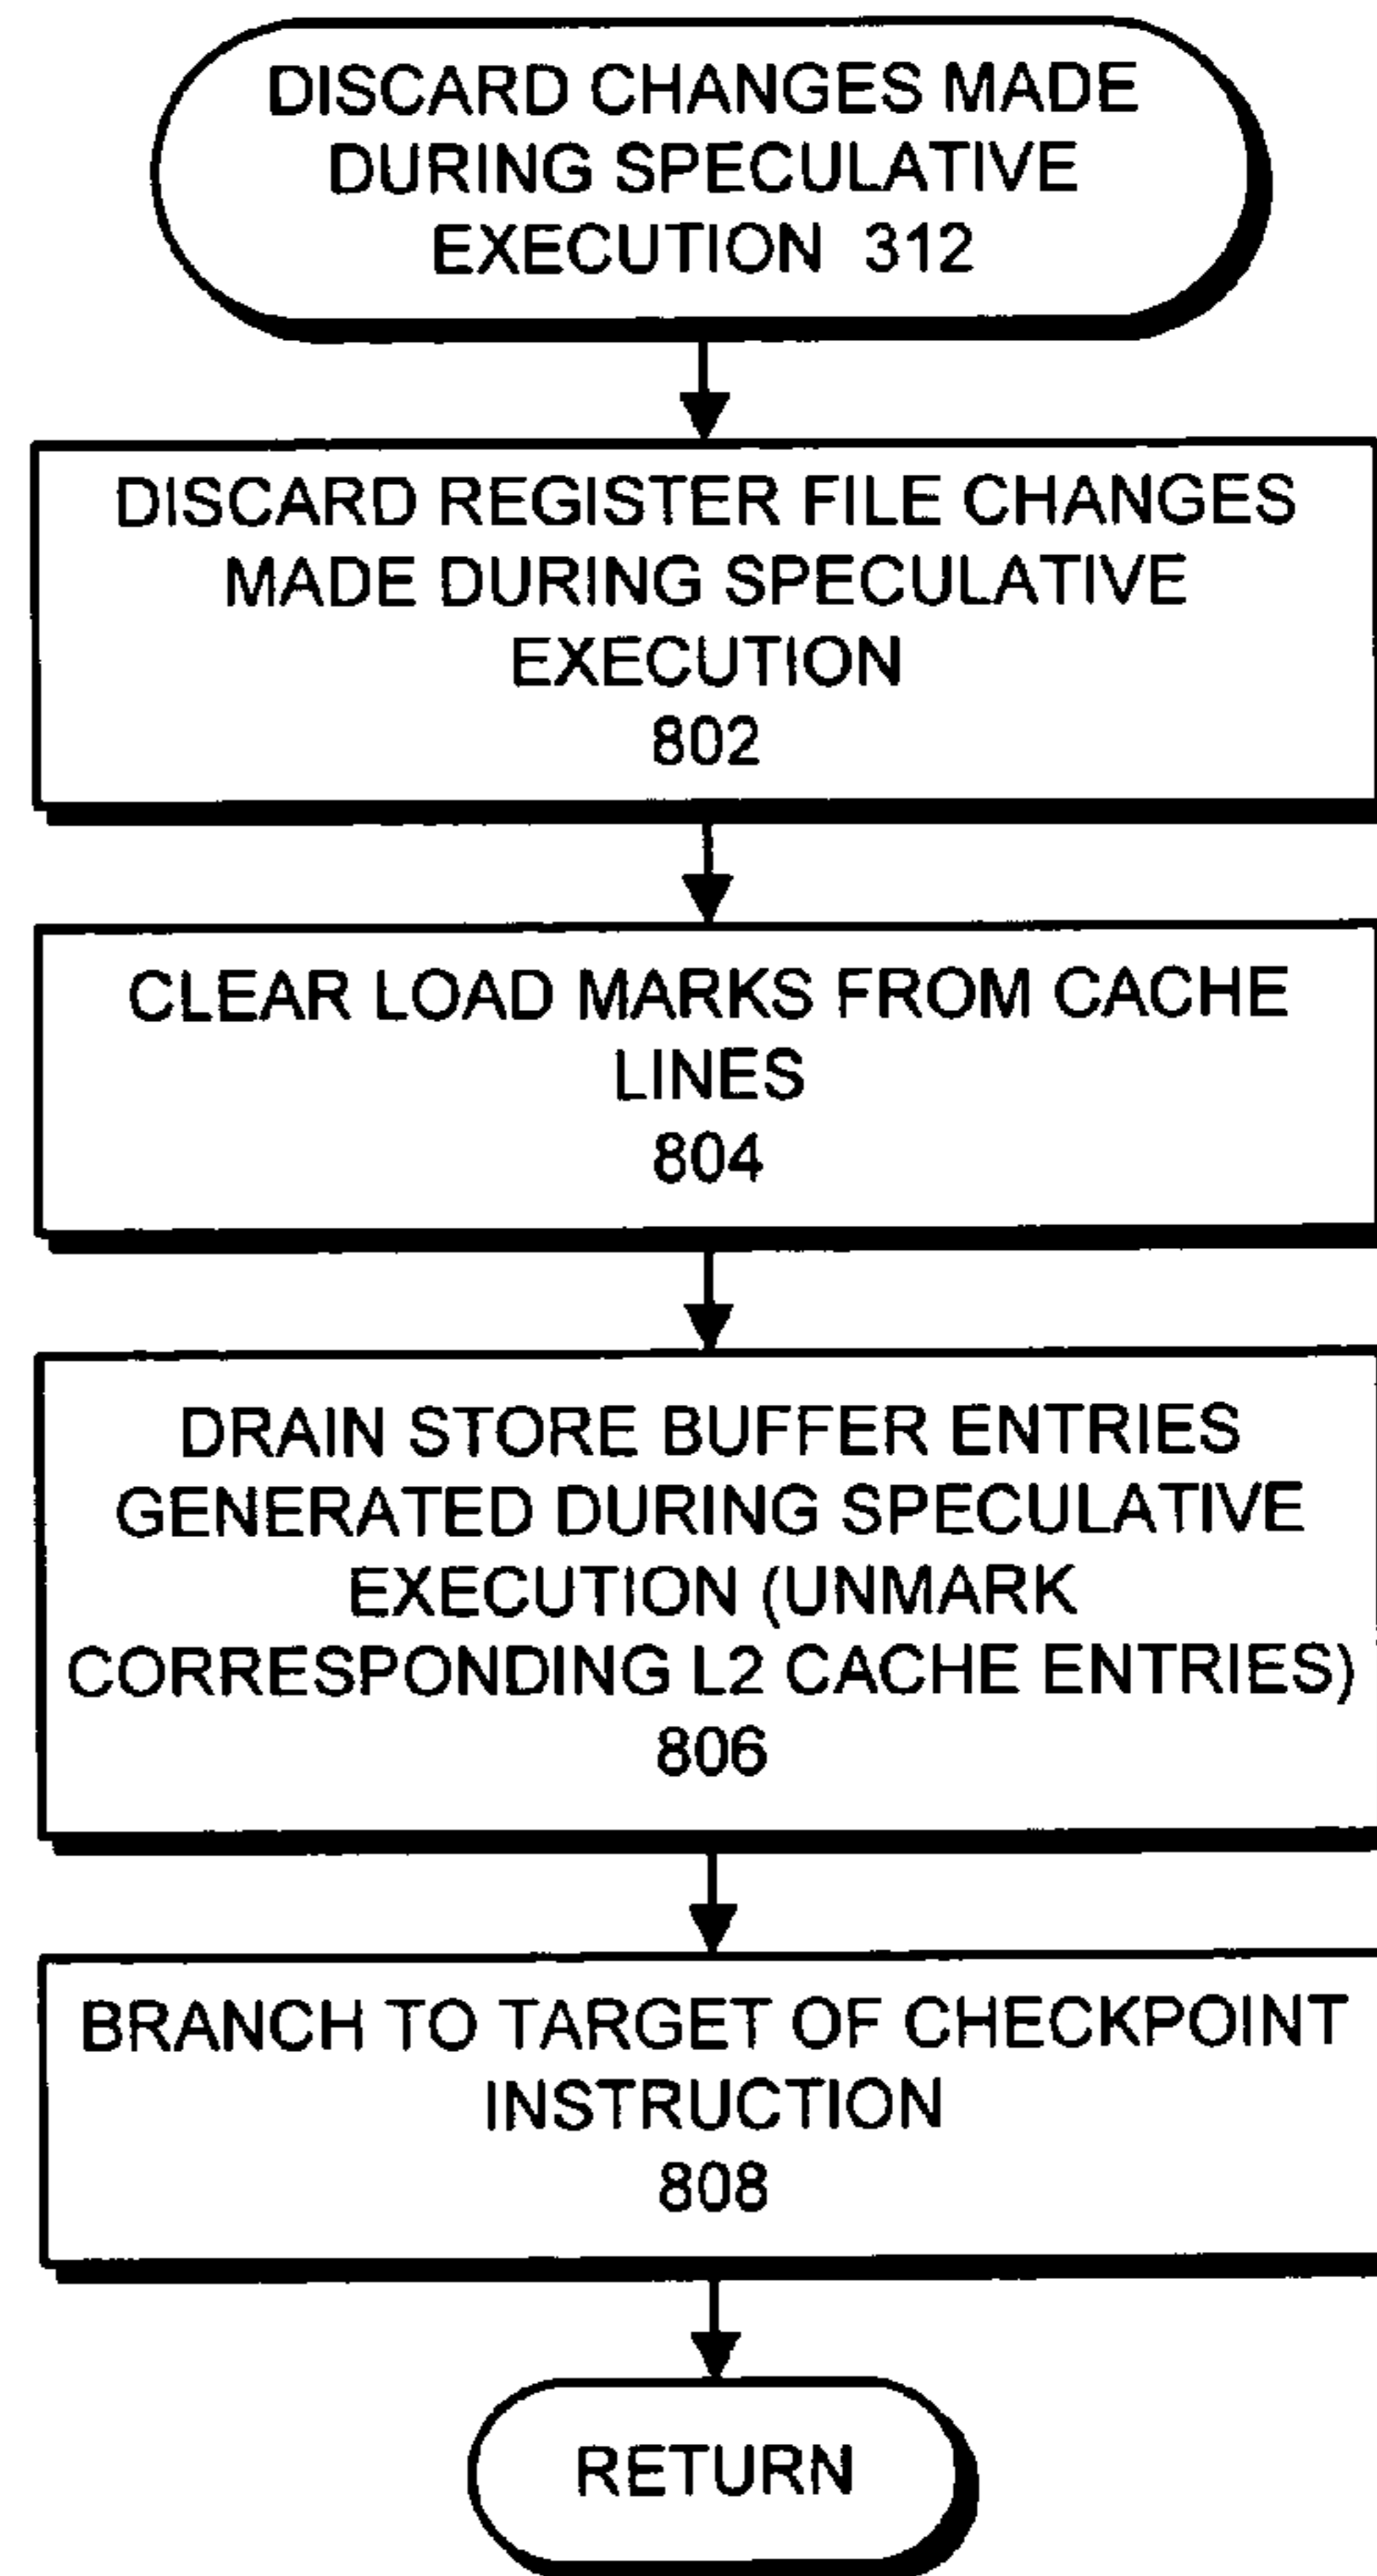 DISCARD CHANGES MADE
DURING SPECULATIVE
EXECUTION 312
DISCARD REGISTER FILE CHANGES
MADE DURING SPECULATIVE
EXECUTION
802
CLEAR LOAD MARKS FROM CACHE
LINES
804
DRAIN STORE BUFFER ENTRIES
GENERATED DURING SPECULATIVE
EXECUTION (UNMARK
CORRESPONDING L2 CACHE ENTRIES)
806
BRANCH TO TARGET OF CHECKPOINT
INSTRUCTION
808
RETURN